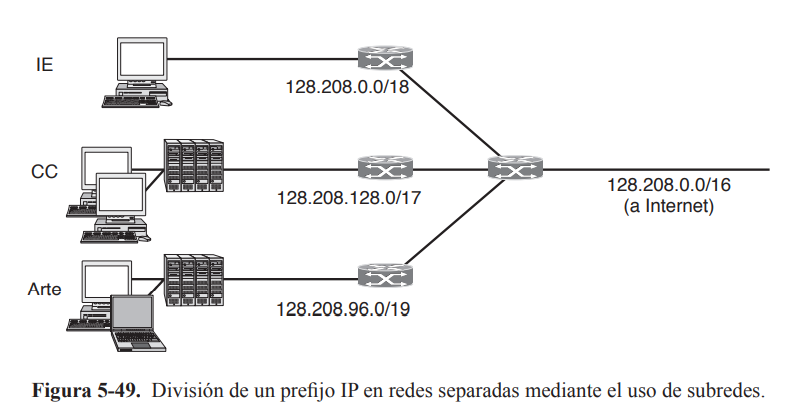 IE
128.208.0.0/18
CC
128.208.128.0/17
128.208.0.0/16
(a Internet)
Arte
128.208.96.0/19
Figura 5-49. División de un prefijo IP en redes separadas mediante el uso de subredes.